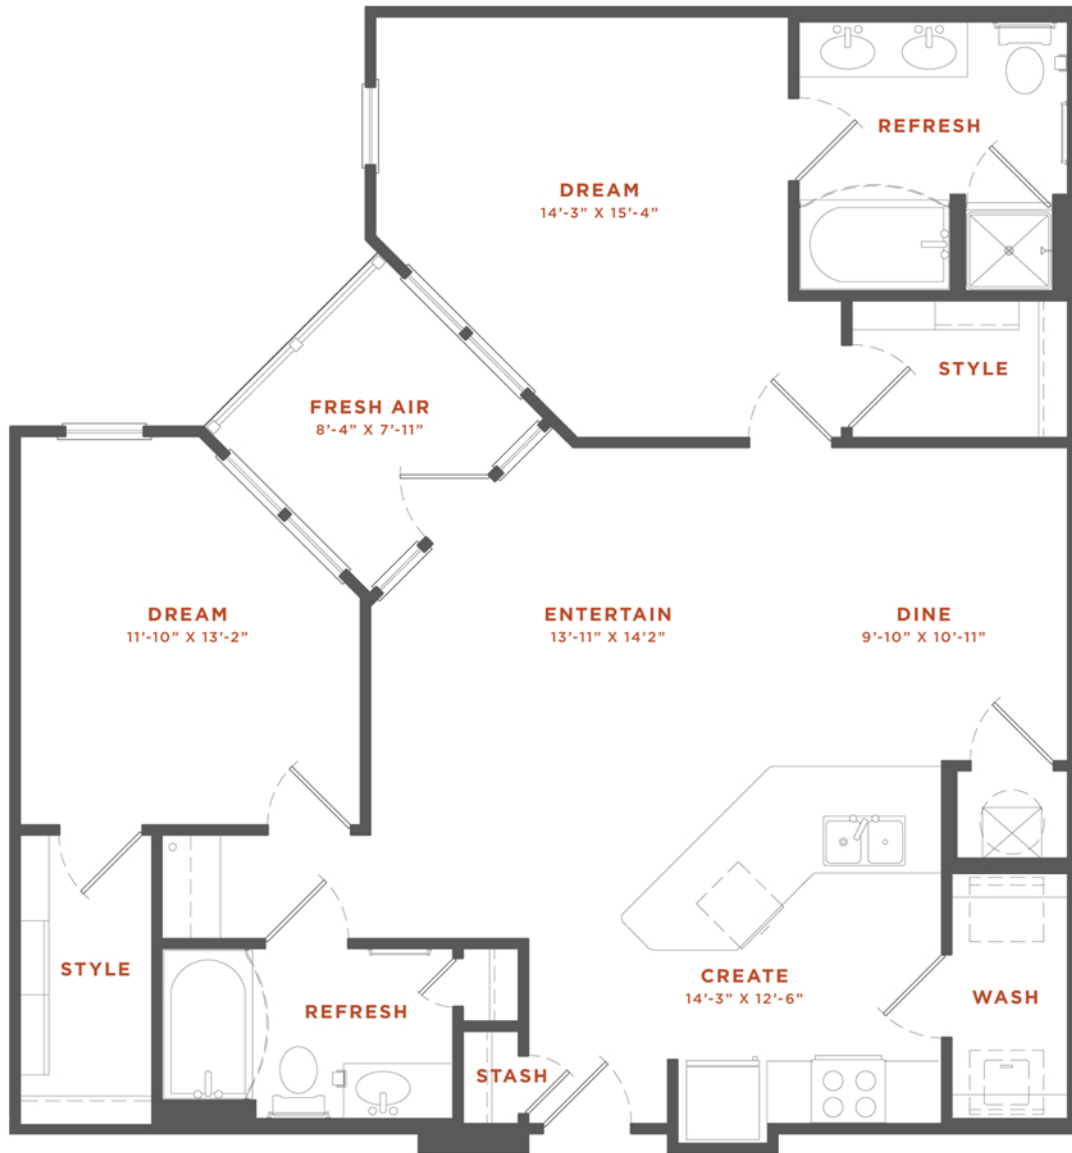 REFRESH
DREAM
14'-3" X 15'-4"
STYLE
FRESH AIR
8'-4" X 7'-11"
DREAM
11'-10" X 13'-2"
ENTERTAIN
13'-11" X 14'2"
DINE
9'-10" X 10'-11"
STYLE
CREATE
14'-3" X 12'-6"
WASH
REFRESH
STASH